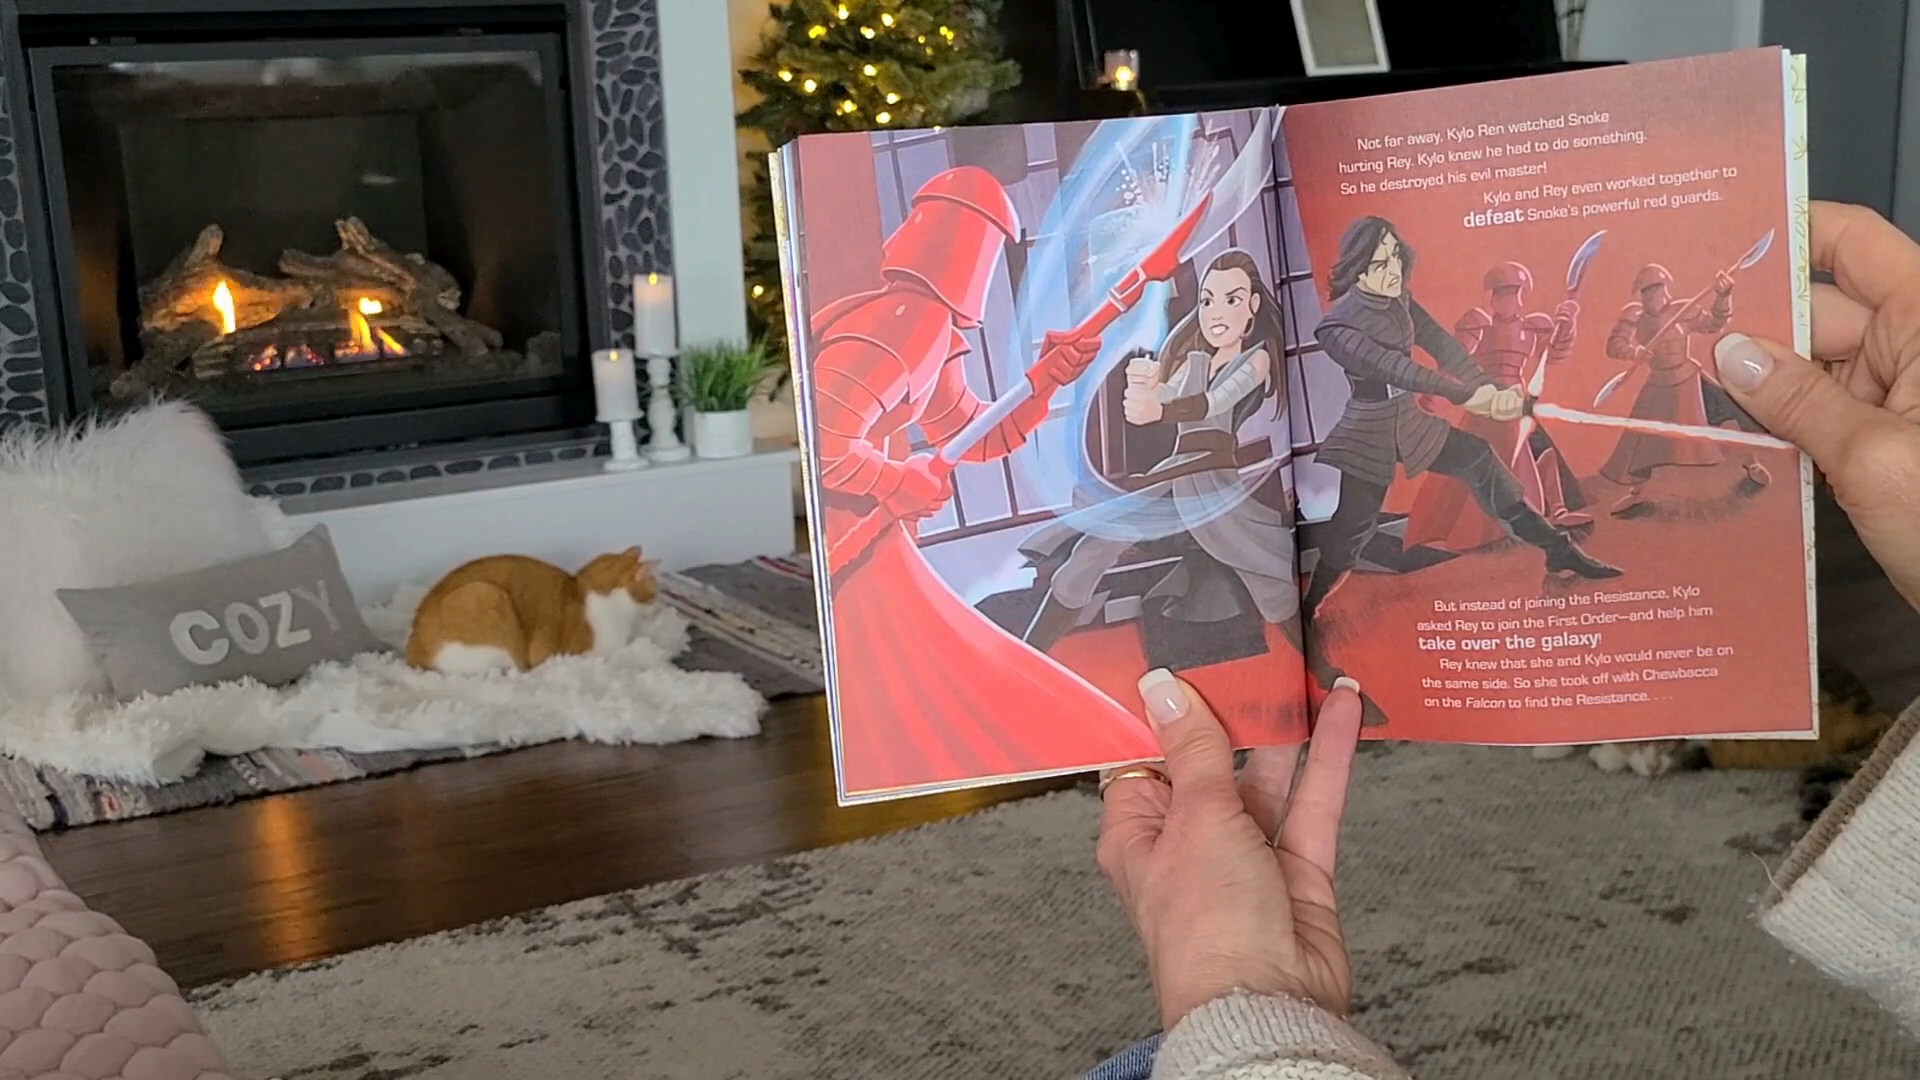 COZY
Not far away, Kylo Ren watched Snoke
hurting Rey. Kylo knew he had to do something.
So he destroyed his evil master!
Kylo and Rey even worked together to
defeat Snoke's powerful red guards.
But instead of joining the Resistance, Kylo
asked Rey to join the First Order—and help him
take over the galaxy!
Rey knew that she and Kylo would never be on
the same side. So she took off with Chewbacca
on the Falcon to find the Resistance. . . .